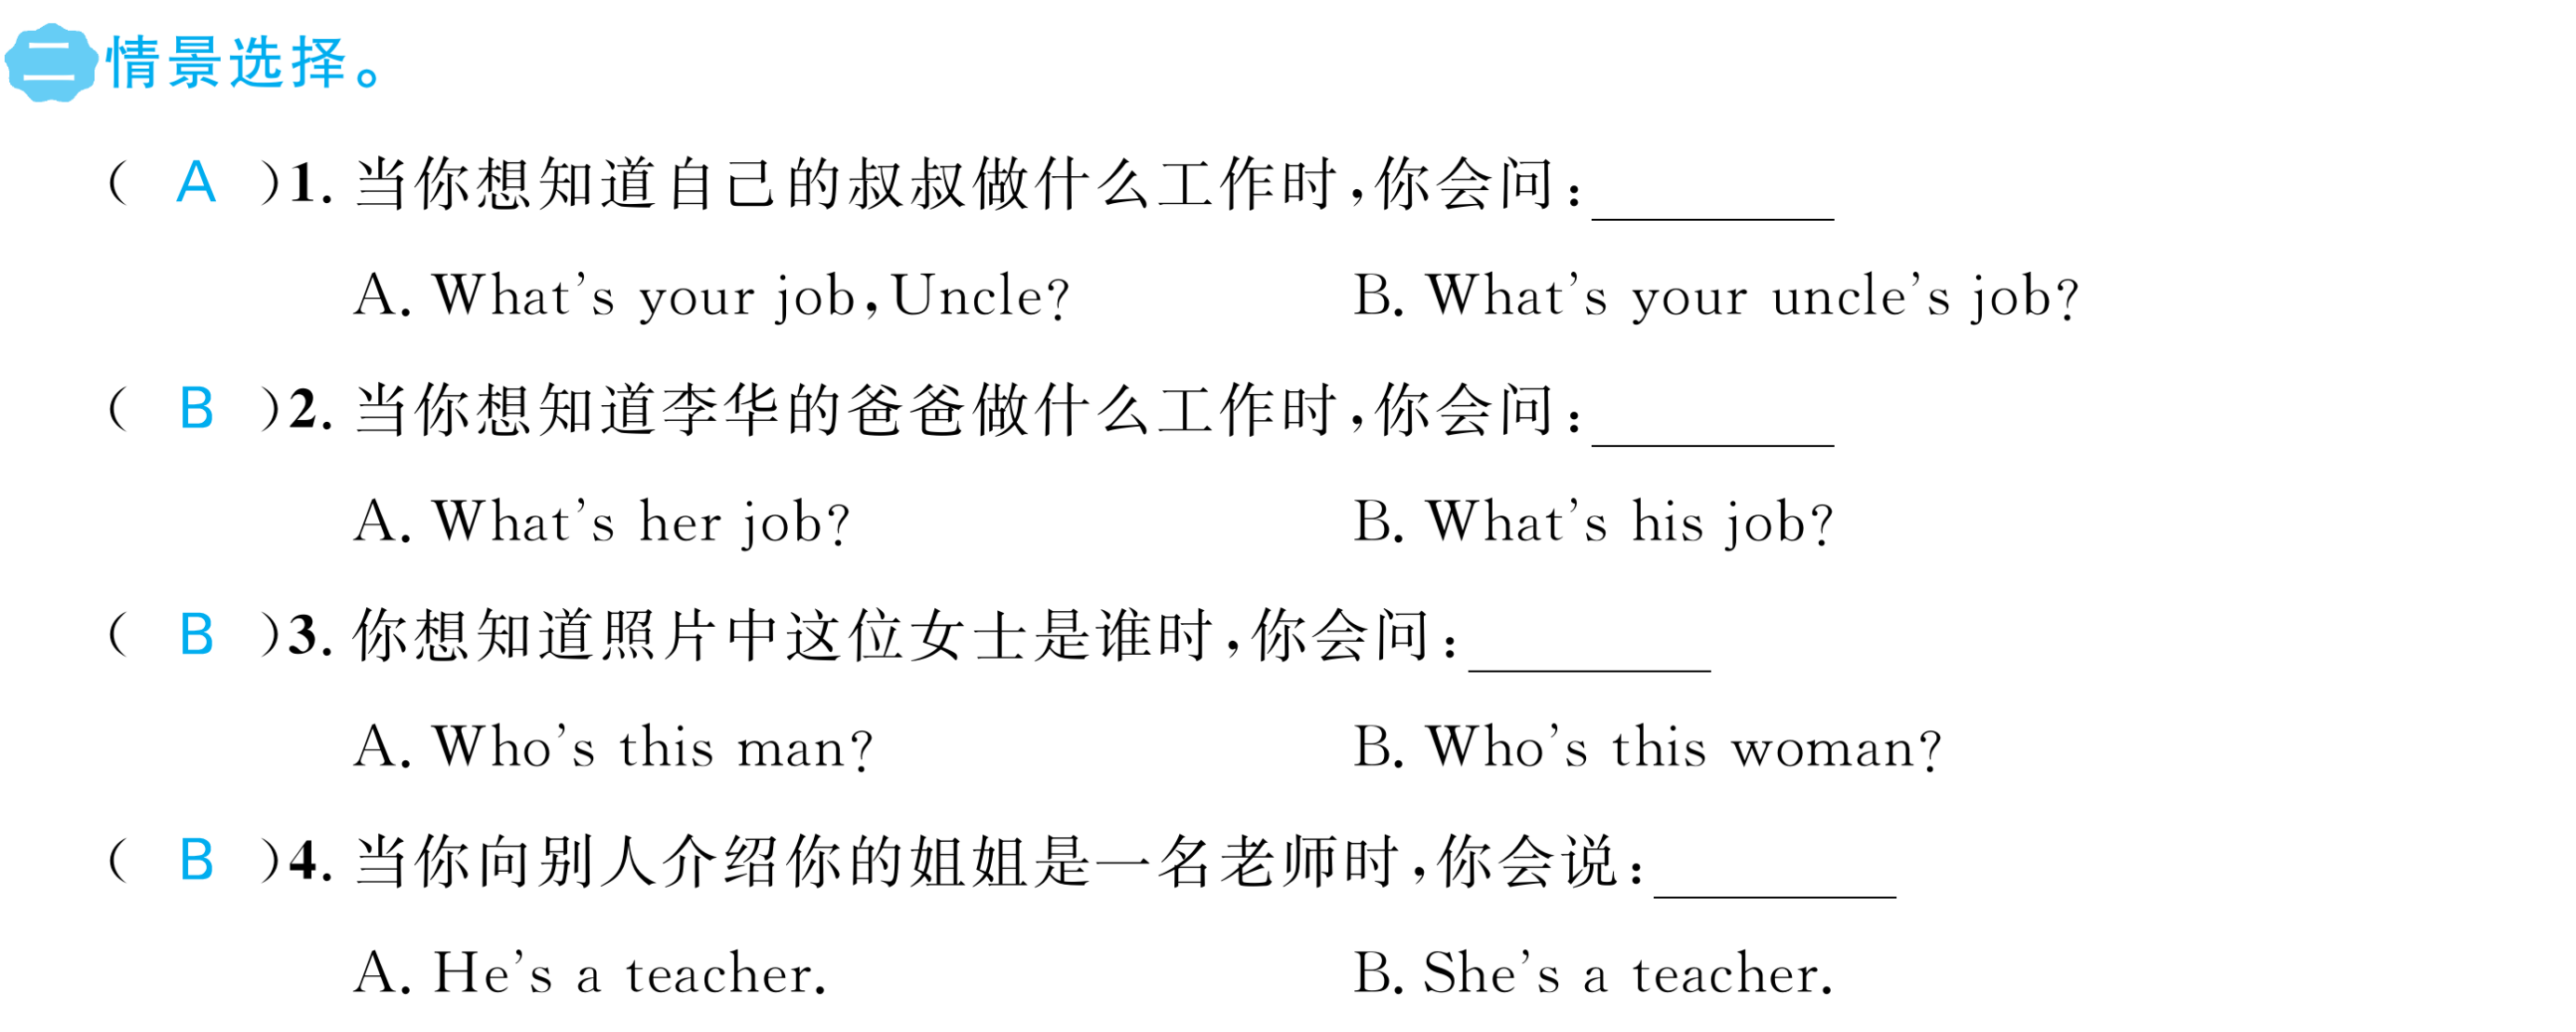 二 情景选择。
( A )1. 当你想知道自己的叔叔做什么工作时,你会问:________
A. What's your job,Uncle? B. What's your uncle's job?
( B )2. 当你想知道李华的爸爸做什么工作时,你会问:________
A. What's her job? B. What's his job?
( B )3. 你想知道照片中这位女士是谁时,你会问:________
A. Who's this man? B. Who's this woman?
( B )4. 当你向别人介绍你的姐姐是一名老师时,你会说:________
A. He's a teacher. B. She's a teacher.